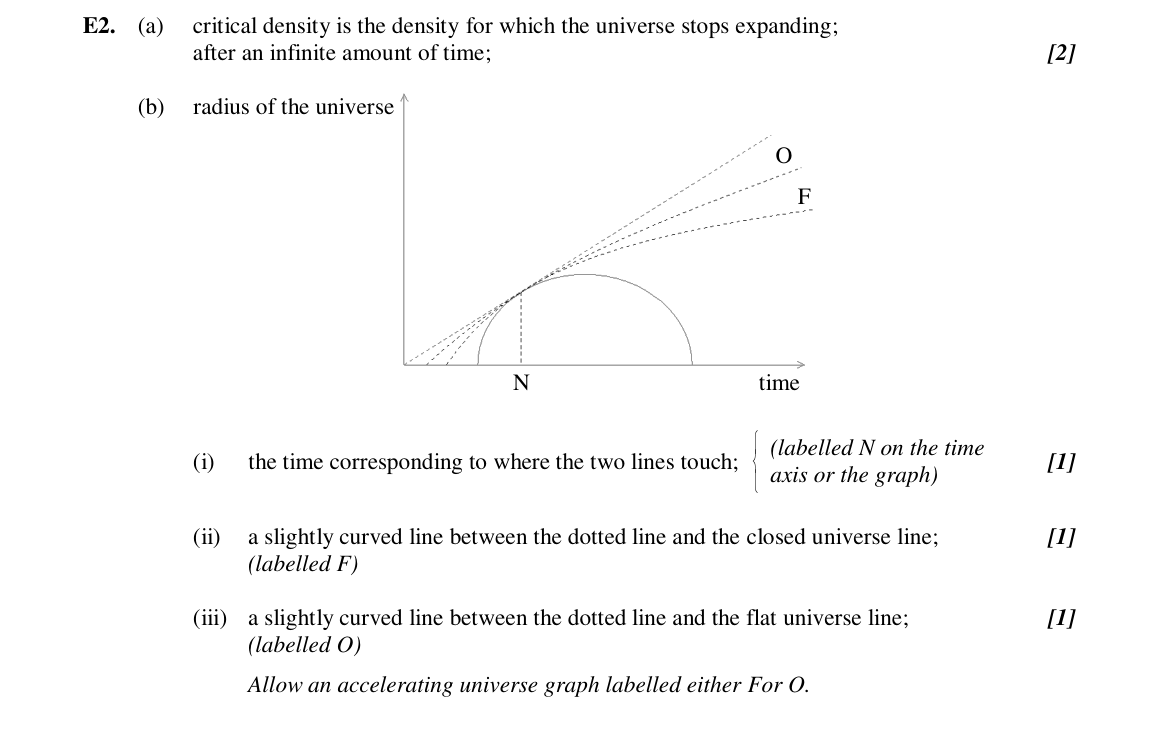 E2. (a) critical density is the density for which the universe stops expanding;
after an infinite amount of time; [2]
(b) radius of the universe
O
F
N
time
(i) the time corresponding to where the two lines touch; (labelled N on the time
axis or the graph) [1]
(ii) a slightly curved line between the dotted line and the closed universe line; [1]
(labelled F)
(iii) a slightly curved line between the dotted line and the flat universe line; [1]
(labelled O)
Allow an accelerating universe graph labelled either For O.